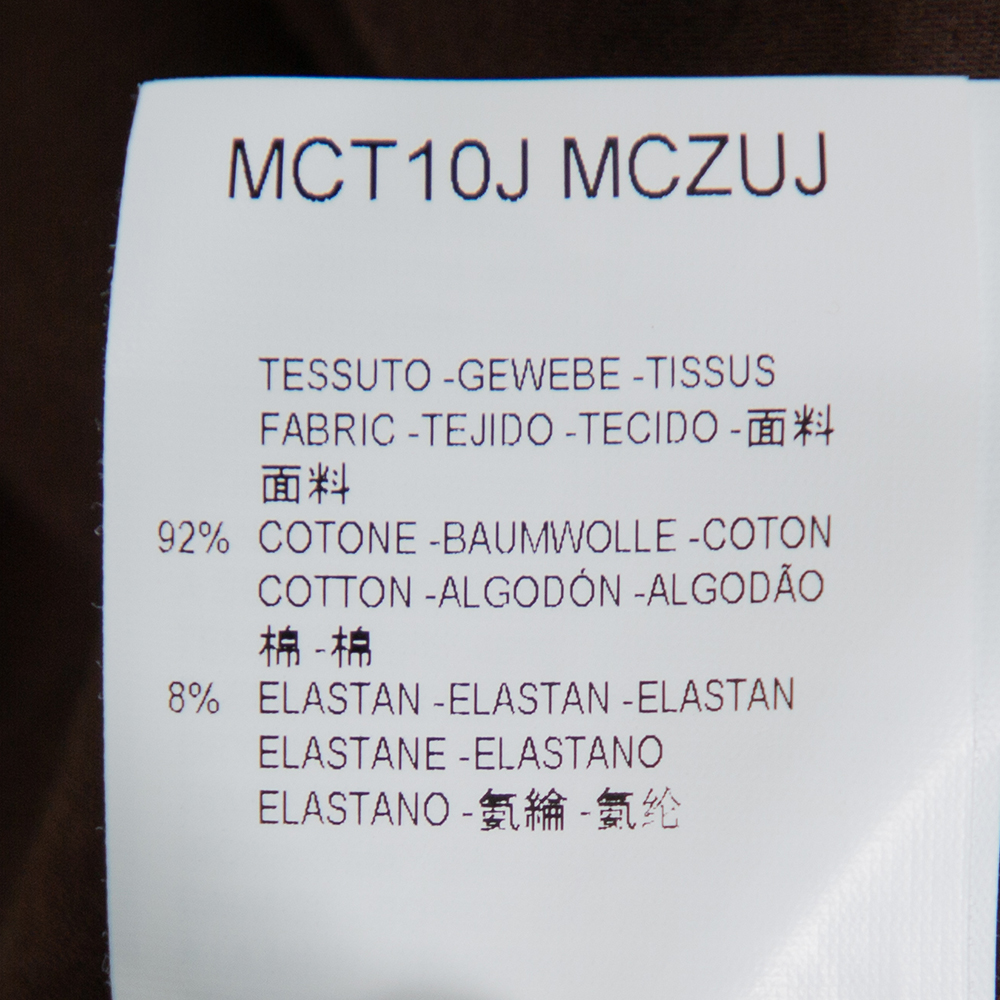 MCT10J MCZUJ
TESSUTO -GEWEBE -TISSUS
FABRIC -TEJIDO -TECIDO -面料
面料
92% COTONE -BAUMWOLLE -COTON
COTTON -ALGODÓN -ALGODÃO
棉 -棉
8% ELASTAN -ELASTAN -ELASTAN
ELASTANE -ELASTANO
ELASTANO -氨綸 -氨纶